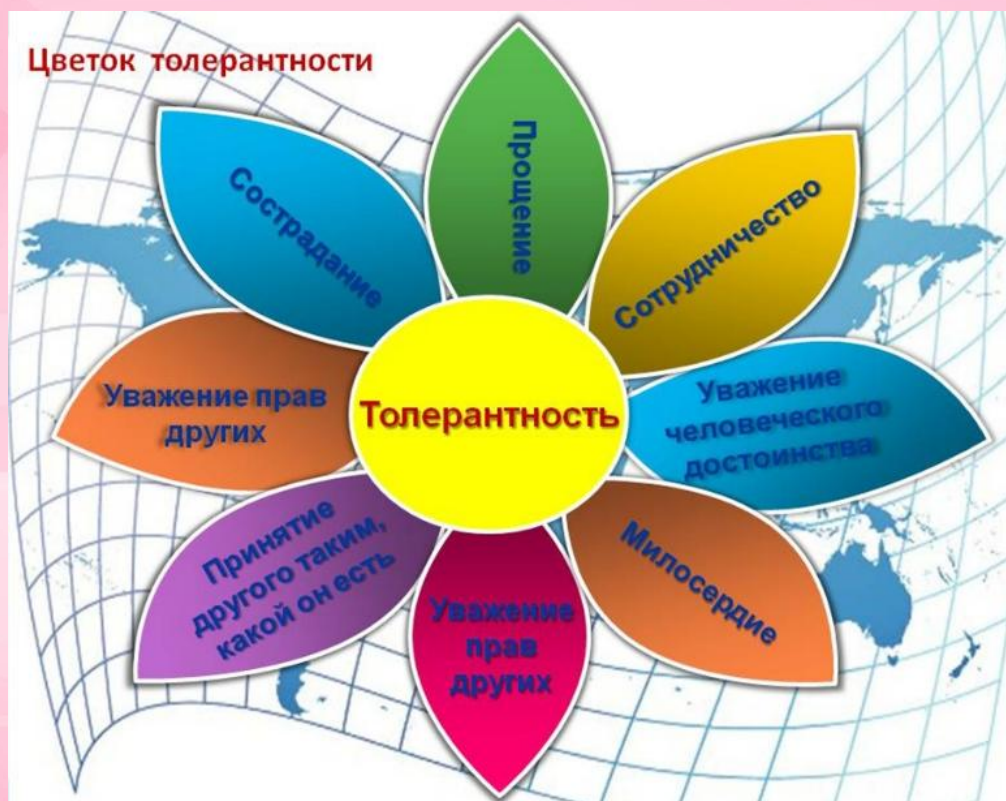 Цветок толерантности
Прощение
Сотрудничество
Уважение
человеческого
достоинства
Милосердие
Уважение
прав
других
Принятие
другого таким,
какой он есть
Уважение прав
других
Сострадание
Толерантность